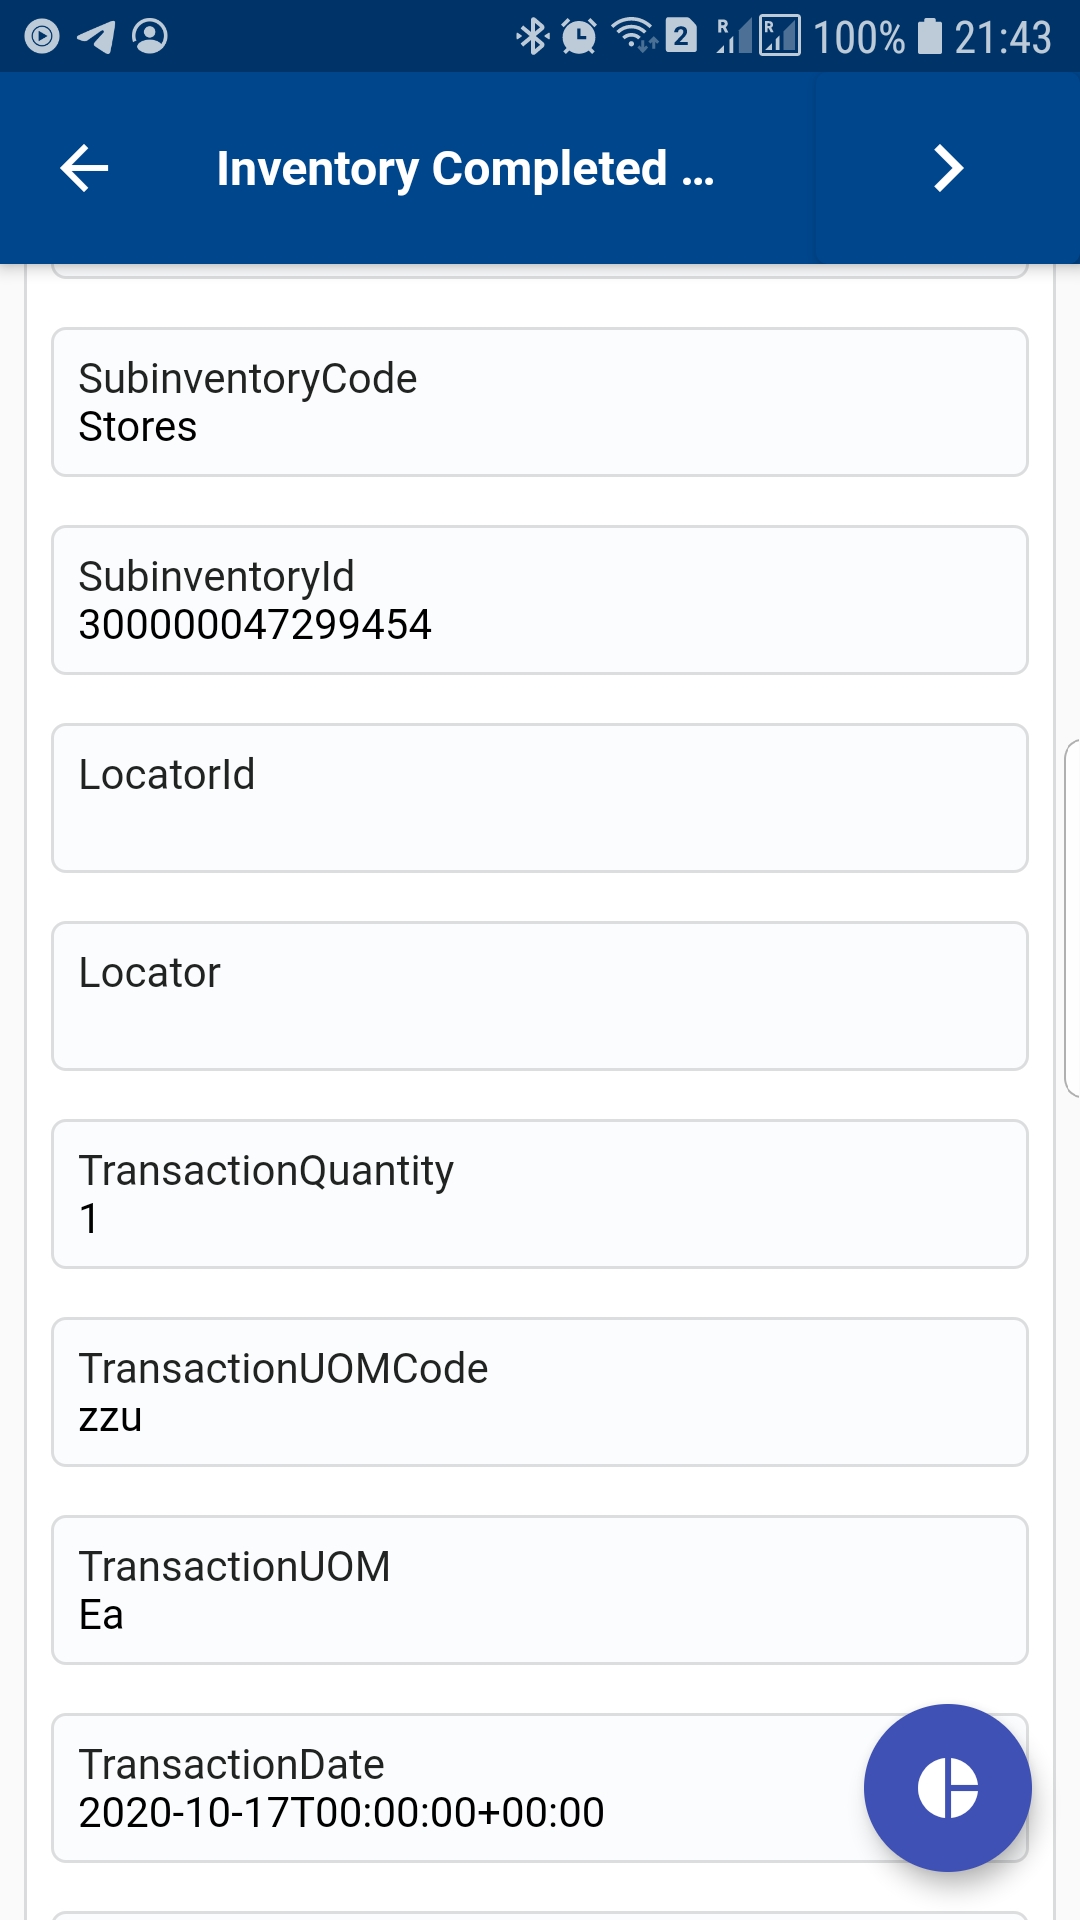 2 R R 100% 21:43
Inventory Completed ...
SubinventoryCode
Stores
SubinventoryId
300000047299454
LocatorId
Locator
TransactionQuantity
1
TransactionUOMCode
zzu
TransactionUOM
Ea
TransactionDate
2020-10-17T00:00:00+00:00